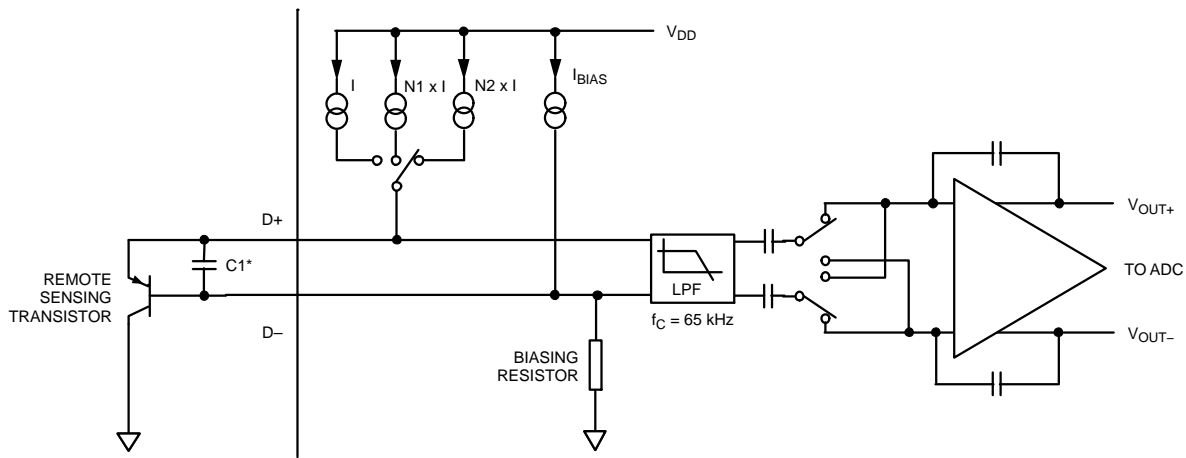 V_DD
I
N1 x I
N2 x I
I_BIAS
D+
C1*
REMOTE
SENSING
TRANSISTOR
D–
LPF
f_C = 65 kHz
BIASING
RESISTOR
V_OUT+
TO ADC
V_OUT–